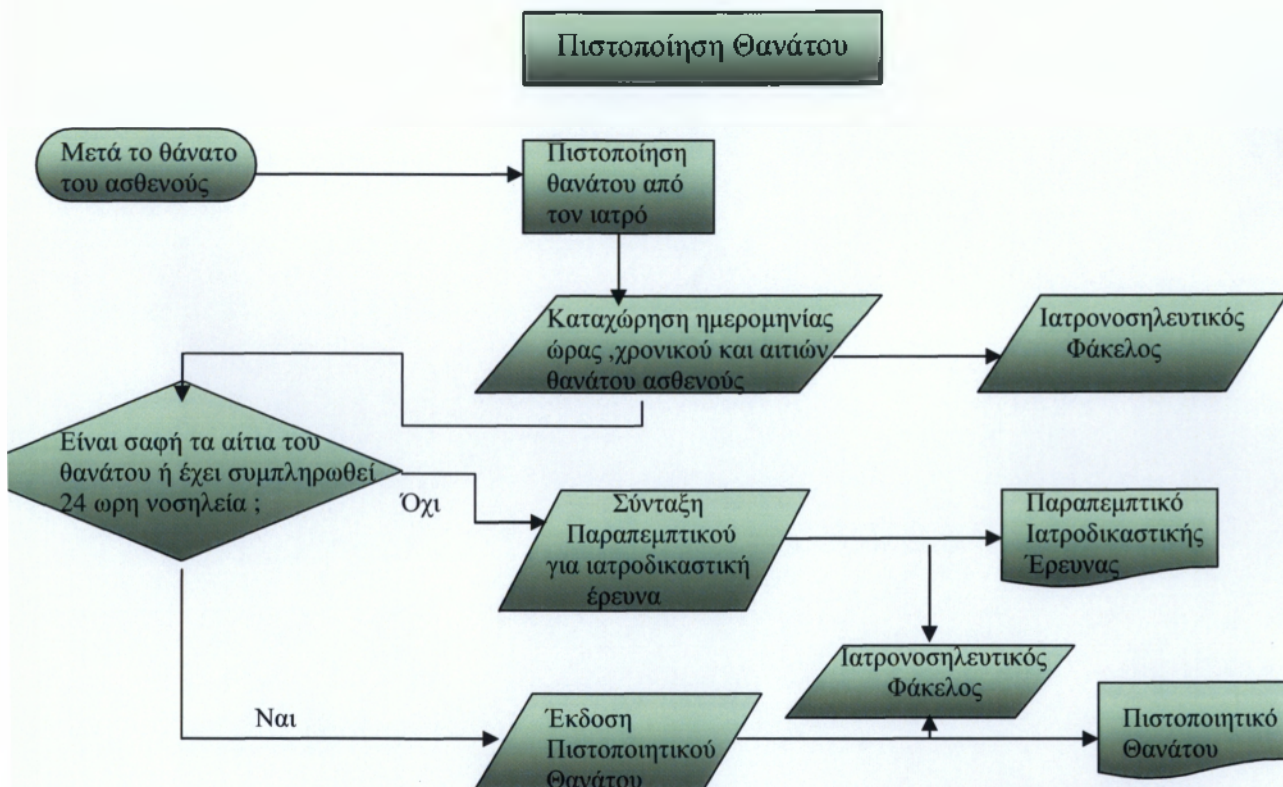 Πιστοποίηση Θανάτου
Μετά το θάνατο
του ασθενούς
Πιστοποίηση
θανάτου από
τον ιατρό
Καταχώρηση ημερομηνίας
ώρας ,χρονικού και αιτιών
θανάτου ασθενούς
Ιατρονοσηλευτικός
Φάκελος
Είναι σαφή τα αίτια του
θανάτου ή έχει συμπληρωθεί
24 ωρη νοσηλεία ;
Όχι
Σύνταξη
Παραπεμπτικού
για ιατροδικαστική
έρευνα
Παραπεμπτικό
Ιατροδικαστικής
Έρευνας
Ιατρονοσηλευτικός
Φάκελος
Ναι
Έκδοση
Πιστοποιητικού
Θανάτου
Πιστοποιητικό
Θανάτου